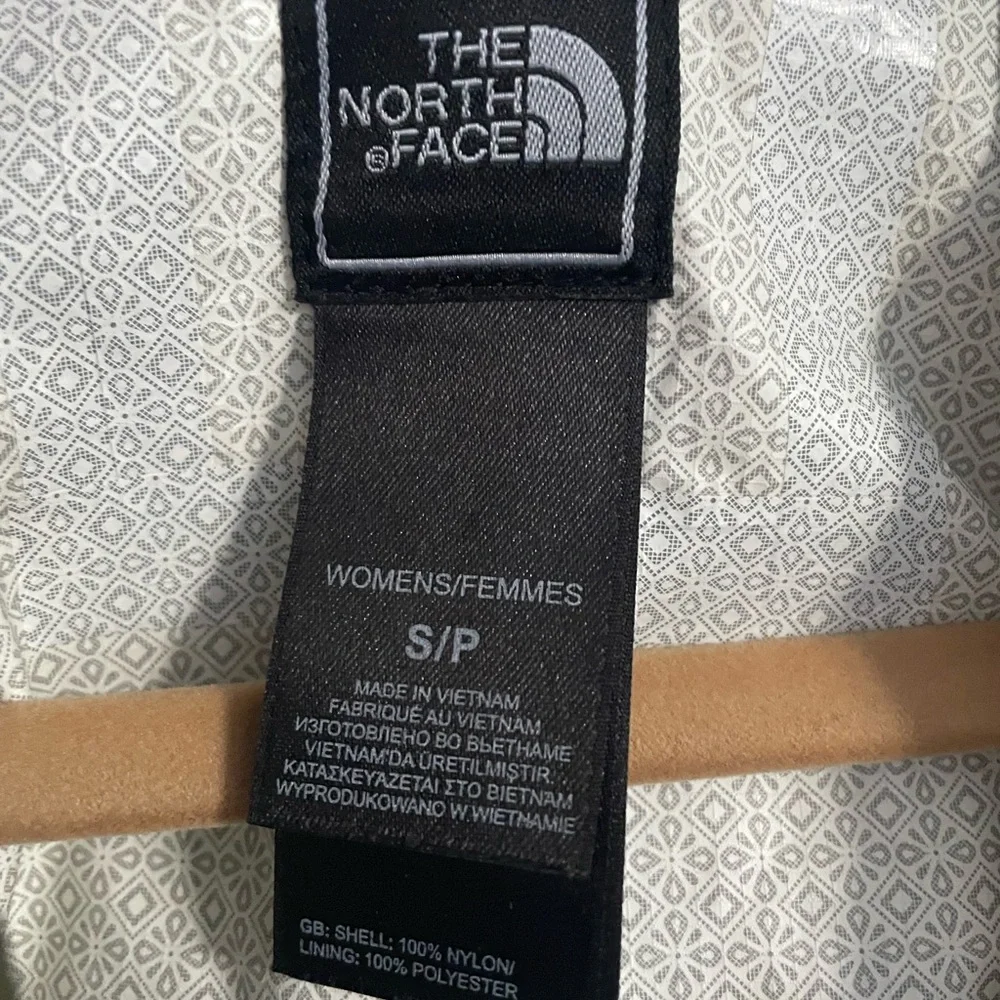 THE
NORTH
®FACE
WOMENS/FEMMES
S/P
MADE IN VIETNAM
FABRIQUÉ AU VIETNAM
ИЗГОТОВЛЕНО ВО ВЬЕТНАМЕ
VIETNAM'DA ÜRETILMIŞTIR.
ΚΑΤΑΣΚΕΥΑΖΕΤΑΙ ΣΤΟ ΒΙΕΤΝΑΜ
WYPRODUKOWANO W WIETNAMIE
GB: SHELL: 100% NYLON/
LINING: 100% POLYESTER